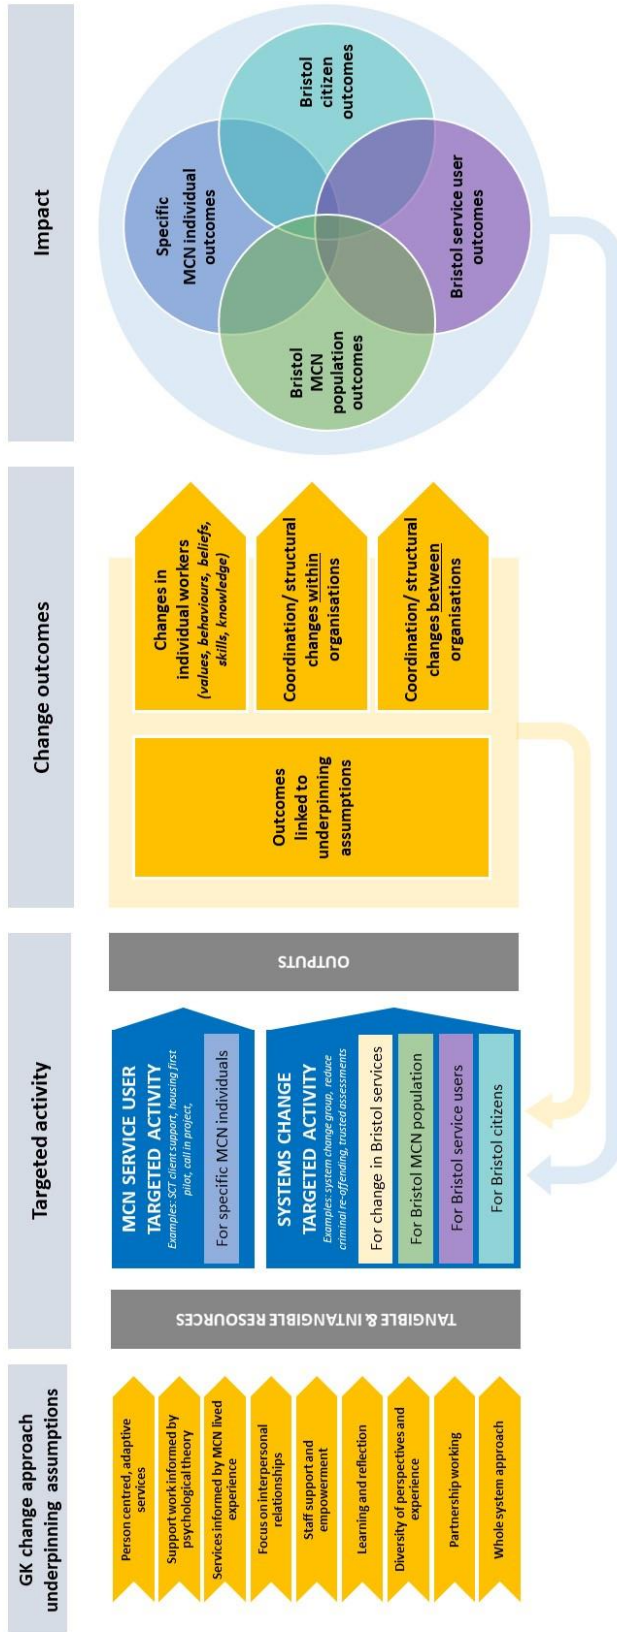 GK change approach
underpinning assumptions
Person centred, adaptive
services
Support work informed by
psychological theory
Services informed by MCN lived
experience
Focus on interpersonal
relationships
Staff support and
empowerment
Learning and reflection
Diversity of perspectives and
experience
Partnership working
Whole system approach
TANGIBLE & INTANGIBLE RESOURCES
Targeted activity
MCN SERVICE USER
TARGETED ACTIVITY
Examples: SCT client support, housing first
pilot, call in project,
For specific MCN individuals
SYSTEMS CHANGE
TARGETED ACTIVITY
Examples: system change group, reduce
criminal re-offending, trusted assessments
For change in Bristol services
For Bristol MCN population
For Bristol service users
For Bristol citizens
OUTPUTS
Change outcomes
Outcomes
linked to
underpinning
assumptions
Changes in
individual workers
(values, behaviours, beliefs,
skills, knowledge)
Coordination/ structural
changes within
organisations
Coordination/ structural
changes between
organisations
Impact
Specific
MCN individual
outcomes
Bristol
citizen
outcomes
Bristol
MCN
population
outcomes
Bristol service user
outcomes